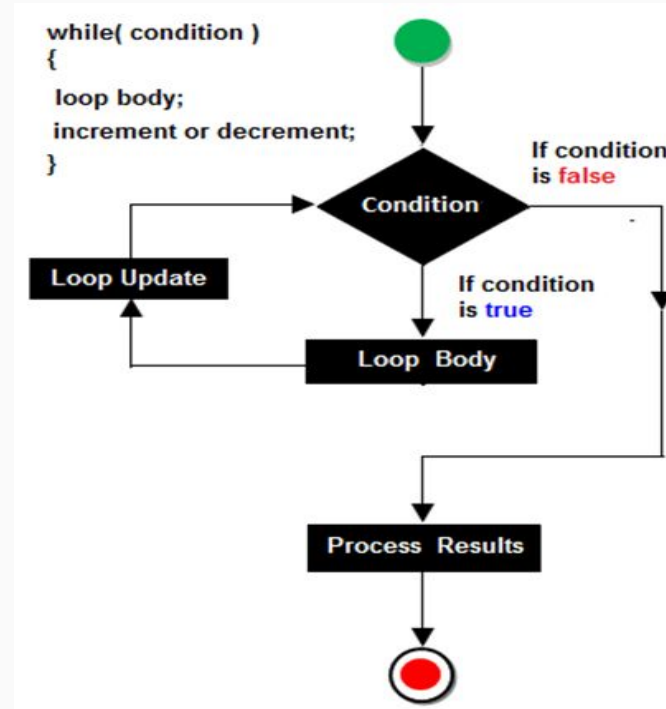 while( condition )
{
loop body;
increment or decrement;
}
If condition
is false
Condition
Loop Update
If condition
is true
Loop Body
Process Results